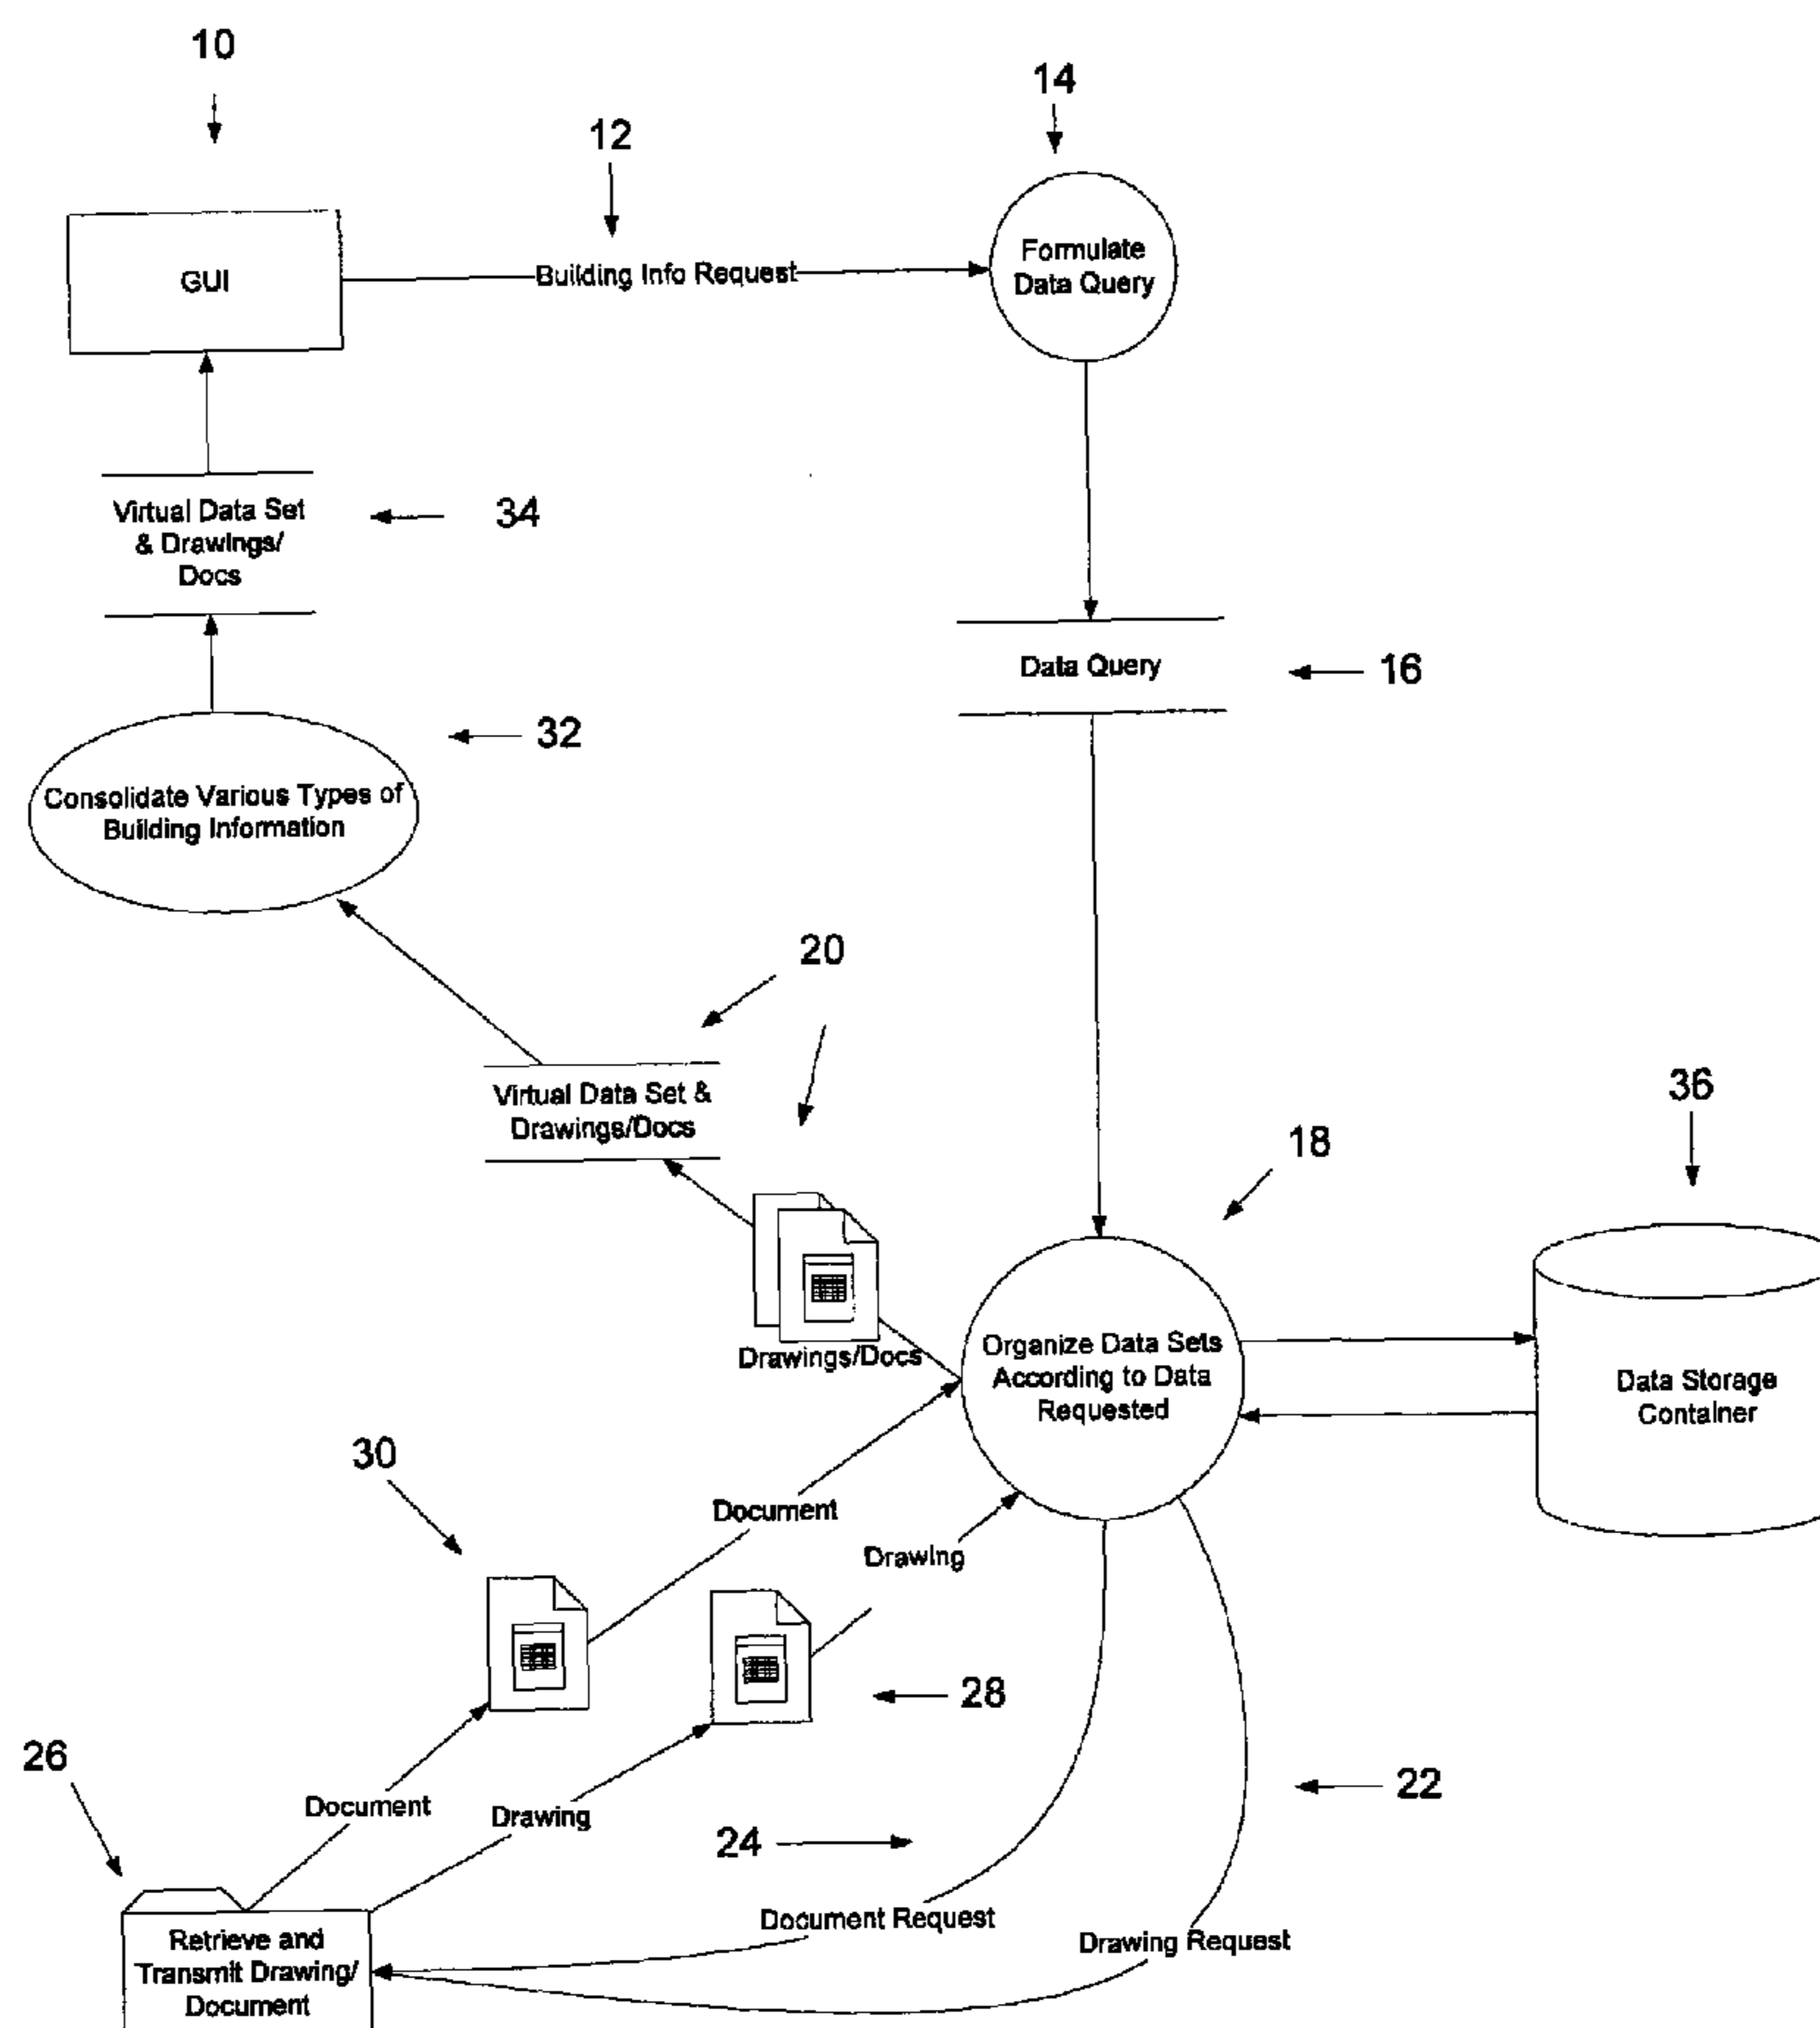 10
14
12
GUI
Building Info Request
Formulate
Data Query
Virtual Data Set
& Drawings/
Docs
34
Data Query
16
32
Consolidate Various Types of
Building Information
20
Virtual Data Set &
Drawings/Docs
36
18
Drawings/Docs
Organize Data Sets
According to Data
Requested
Data Storage
Container
30
Document
Drawing
28
26
Document
Drawing
22
24
Document Request
Drawing Request
Retrieve and
Transmit Drawing/
Document